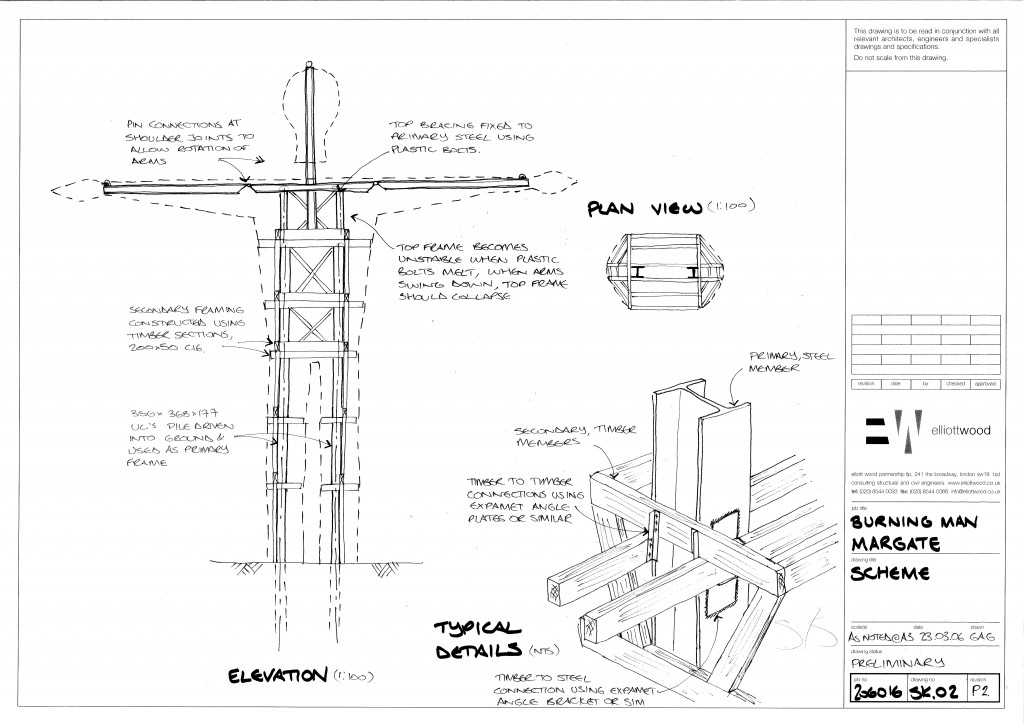 This drawing is to be read in conjunction with all
relevant architects, engineers and specialists
drawings and specifications.
Do not scale from this drawing.
PIN CONNECTIONS AT
SHOULDER JOINTS TO
ALLOW ROTATION OF
ARMS
TOP BRACING FIXED TO
PRIMARY STEEL USING
PLASTIC BOLTS.
PLAN VIEW (1:100)
TOP FRAME BECOMES
UNSTABLE WHEN PLASTIC
BOLTS MELT, WHEN ARMS
SWING DOWN, TOP FRAME
SHOULD COLLAPSE
SECONDARY FRAMING
CONSTRUCTED USING
TIMBER SECTIONS,
200x50 C16.
356 x 368 x 177
UC'S PILE DRIVEN
INTO GROUND &
USED AS PRIMARY
FRAME
ELEVATION (1:100)
PRIMARY, STEEL
MEMBER
SECONDARY, TIMBER
MEMBERS
TIMBER TO TIMBER
CONNECTIONS USING
EXPAMET ANGLE
PLATES OR SIMILAR
TYPICAL
DETAILS (NTS)
TIMBER TO STEEL
CONNECTION USING EXPAMET
ANGLE BRACKET OR SIM
revision date by checked approved
EW elliottwood
elliott wood partnership llp, 241 the broadway, london sw19 1sd
consulting structural and civil engineers www.elliottwood.co.uk
tel: (020) 8544 0033 fax: (020) 8544 0066 info@elliottwood.co.uk
job title
BURNING MAN
MARGATE
drawing title
SCHEME
scale(s) date drawn
AS NOTED @ A3 23.03.06 GAG
drawing status
PRELIMINARY
job no drawing no revision
206016 SK.02 P2